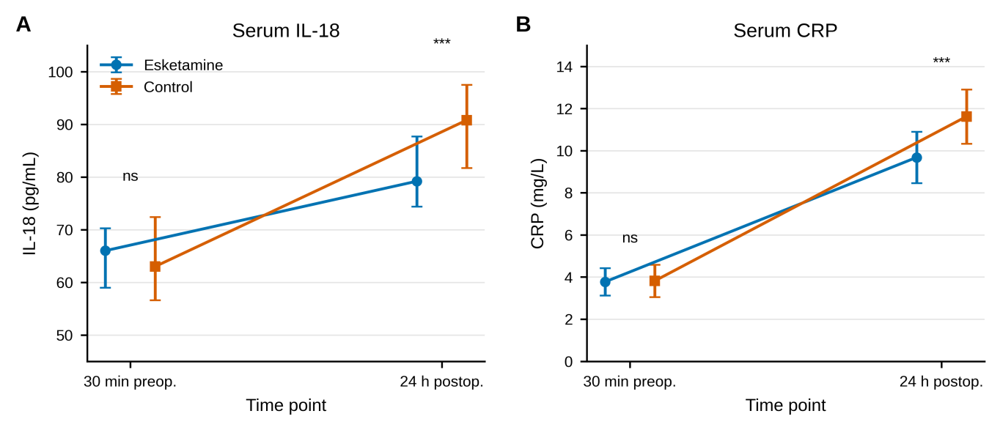 A
Serum IL-18
***
Esketamine
Control
100
90
80
70
60
50
ns
IL-18 (pg/mL)
30 min preop.
24 h postop.
Time point
B
Serum CRP
***
14
12
10
8
6
4
2
0
ns
CRP (mg/L)
30 min preop.
24 h postop.
Time point